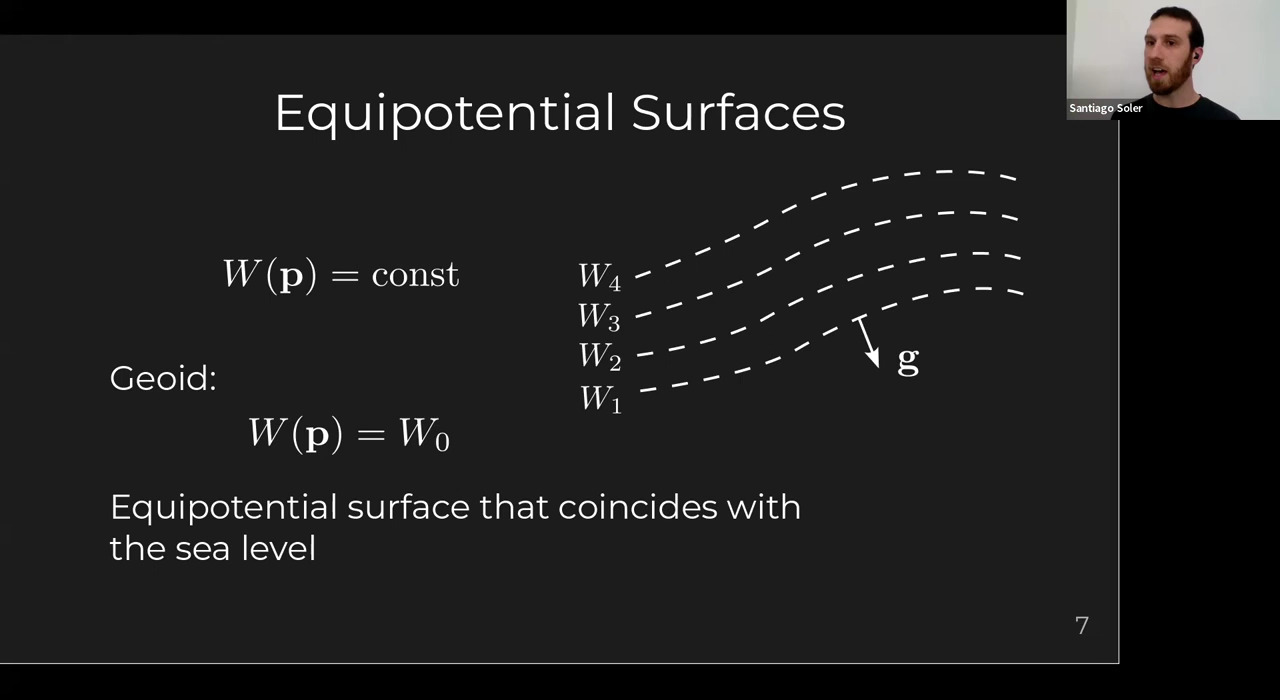 Santiago Soler
Equipotential Surfaces
W(p) = const
W₄
W₃
W₂
W₁
g
Geoid:
W(p) = W₀
Equipotential surface that coincides with
the sea level
7